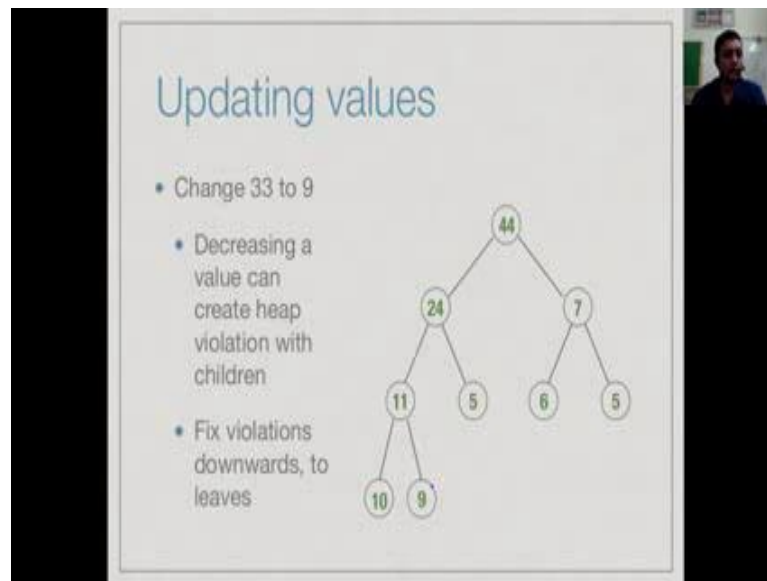 Updating values
• Change 33 to 9
• Decreasing a
value can
create heap
violation with
children
• Fix violations
downwards, to
leaves
44
24 7
11 5 6 5
10 9